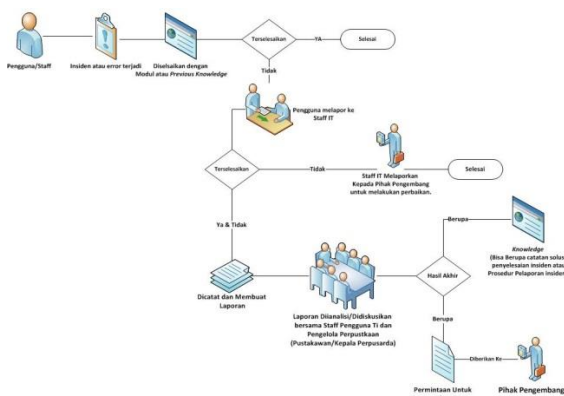 Terselesaikan
YA
Selesai
Pengguna/Staff
Insiden atau error terjadi
Diselsaikan dengan
Modul atau Previous Knowledge
Tidak
Pengguna melapor ke
Staff IT
Terselesaikan
Tidak
Staff IT Melaporkan
Kepada Pihak Pengembang
untuk melakukan perbaikan.
Selesai
Ya & Tidak
Berupa
Knowledge
(Bisa Berupa catatan solus
penyelesaian insiden atau
Prosedur Pelaporan Insiden
Dicatat dan Membuat
Laporan
Laporan Diianalisi/Didiskusikan
bersama Staff Pengguna Ti dan
Pengelola Perpustkaan
(Pustakawan/Kepala Perpusarda)
Hasil Akhir
Berupa
Diberikan Ke
Permintaan Untuk
Pihak Pengembang